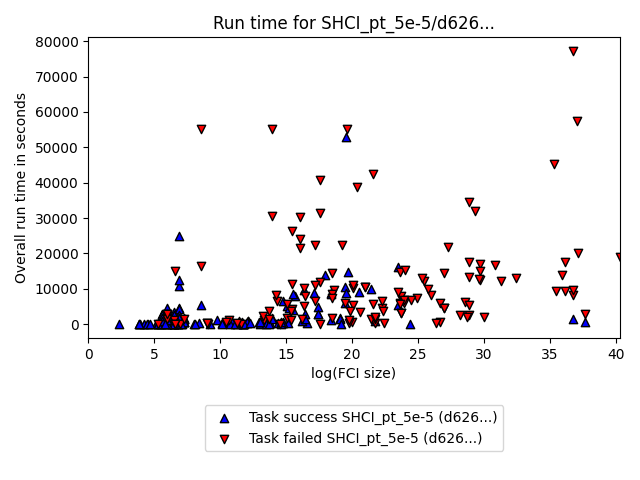 Run time for SHCI_pt_5e-5/d626...
80000
70000
60000
50000
40000
30000
20000
10000
0
Overall run time in seconds
0 5 10 15 20 25 30 35 40
log(FCI size)
Task success SHCI_pt_5e-5 (d626...)
Task failed SHCI_pt_5e-5 (d626...)